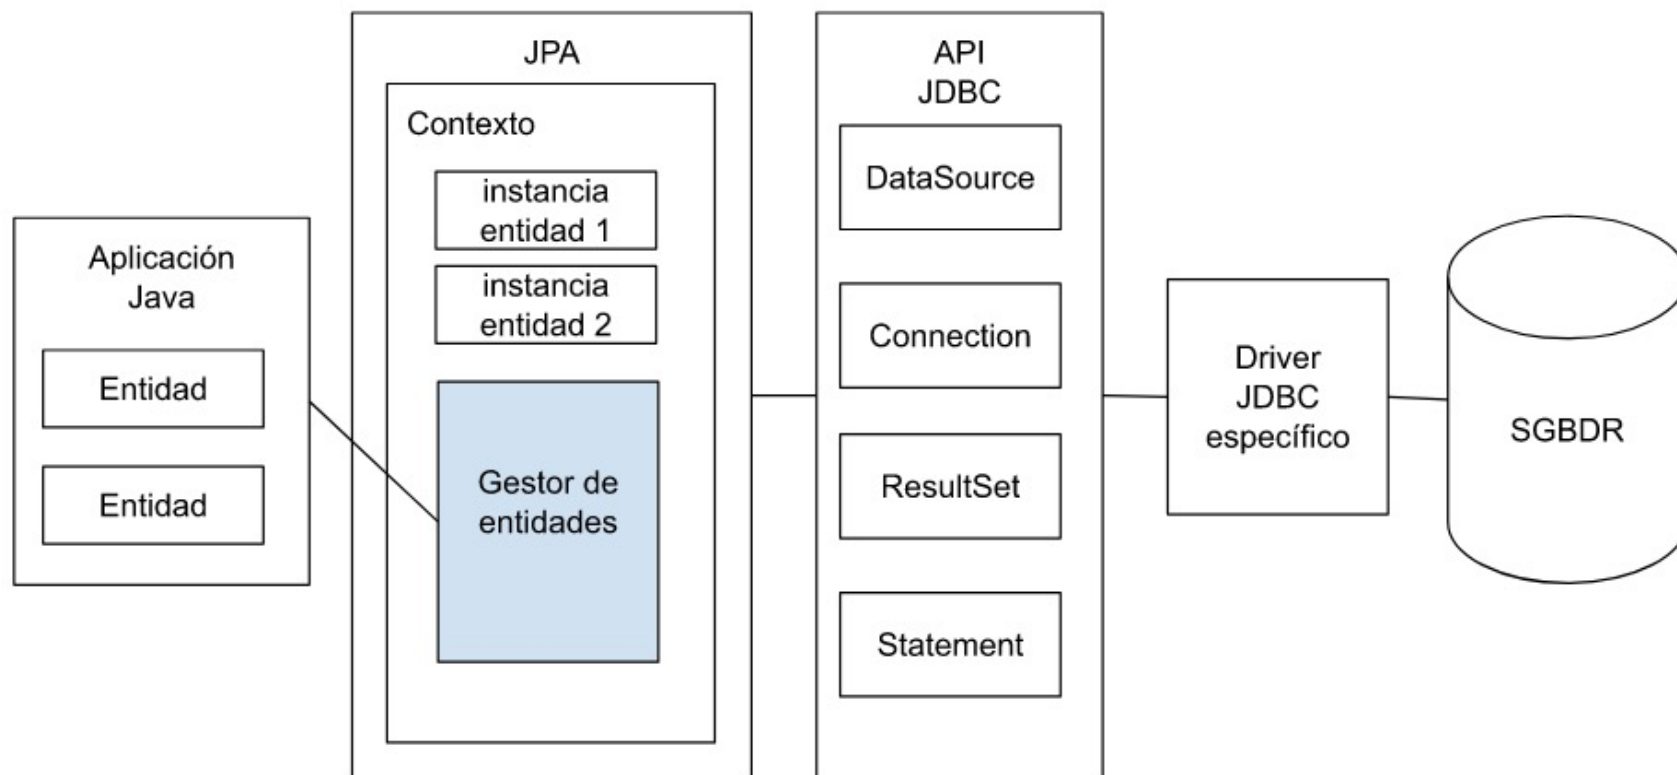 Aplicación
Java
Entidad
Entidad
JPA
Contexto
instancia
entidad 1
instancia
entidad 2
Gestor de
entidades
API
JDBC
DataSource
Connection
ResultSet
Statement
Driver
JDBC
específico
SGBDR